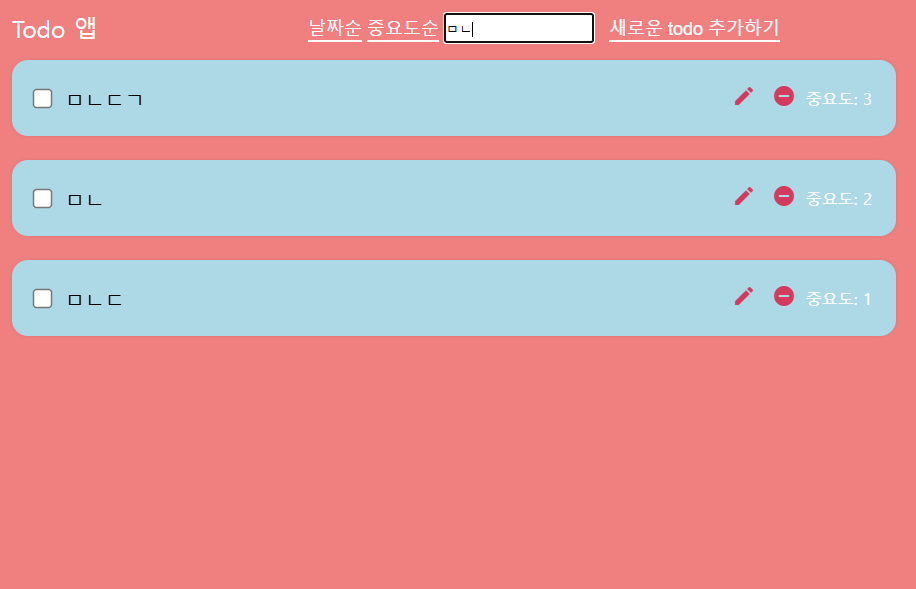 Todo 앱 날짜순 중요도순 ㅁㄴ 새로운 todo 추가하기
ㅁㄴㄷㄱ 중요도: 3
ㅁㄴ 중요도: 2
ㅁㄴㄷ 중요도: 1